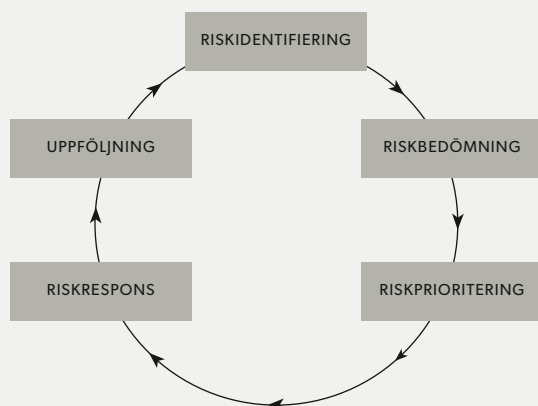 RISKIDENTIFIERING
UPPFÖLJNING
RISKBEDÖMNING
RISKRESPONS
RISKPRIORITERING